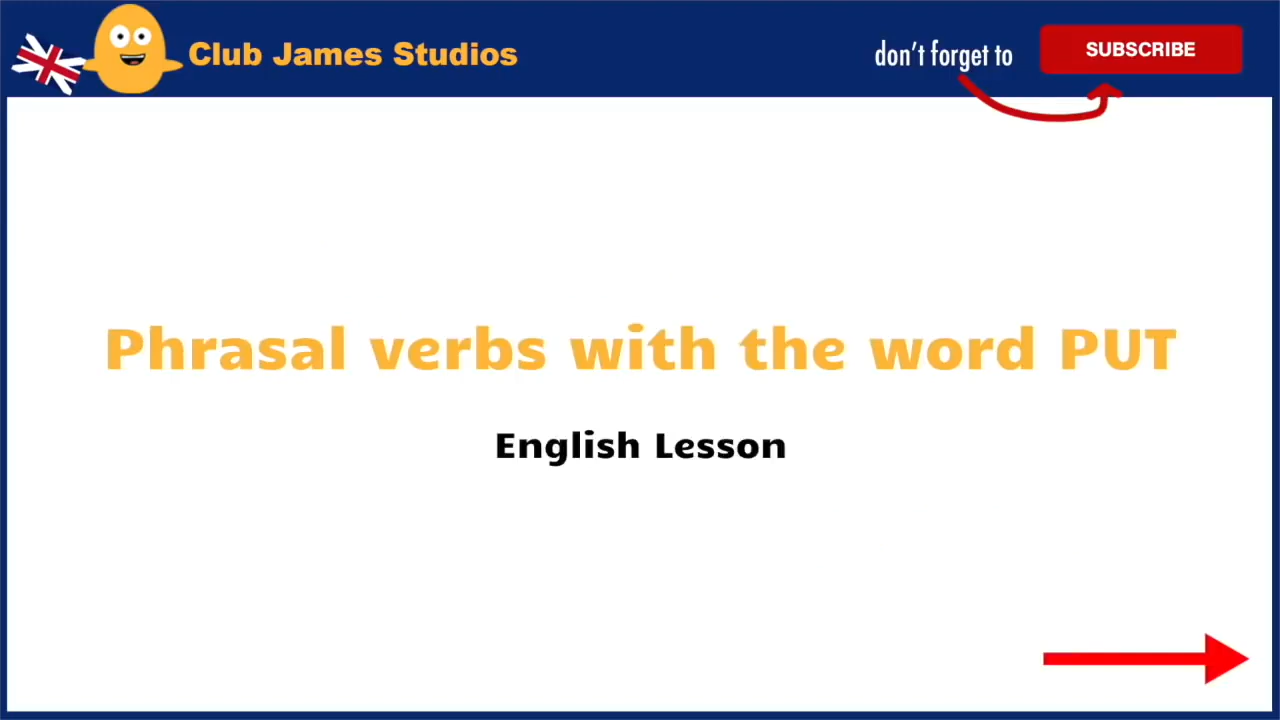 Club James Studios
don't forget to
SUBSCRIBE
Phrasal verbs with the word PUT
English Lesson